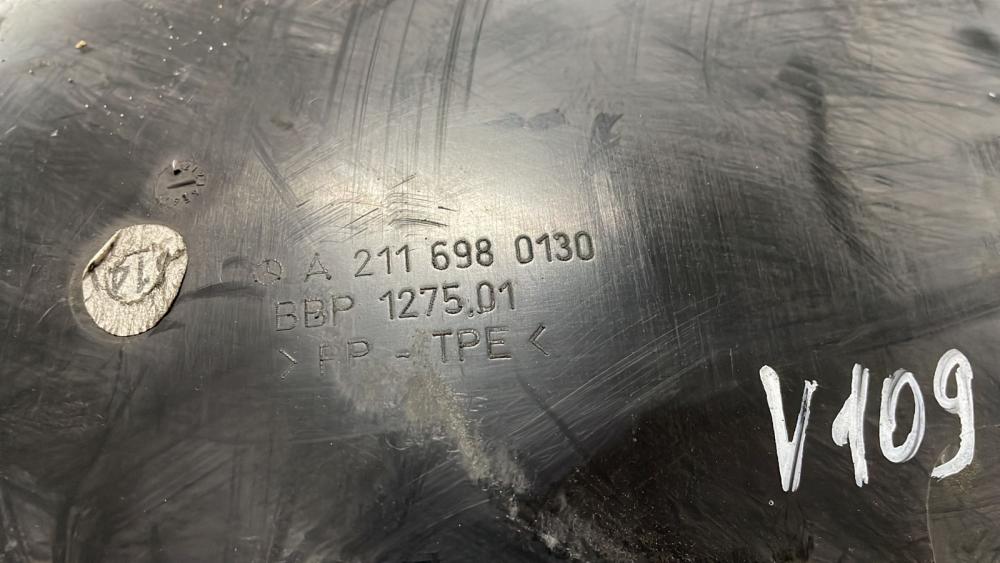 A 211 698 0130
BBP 1275.01
>PP - TPE<
V109